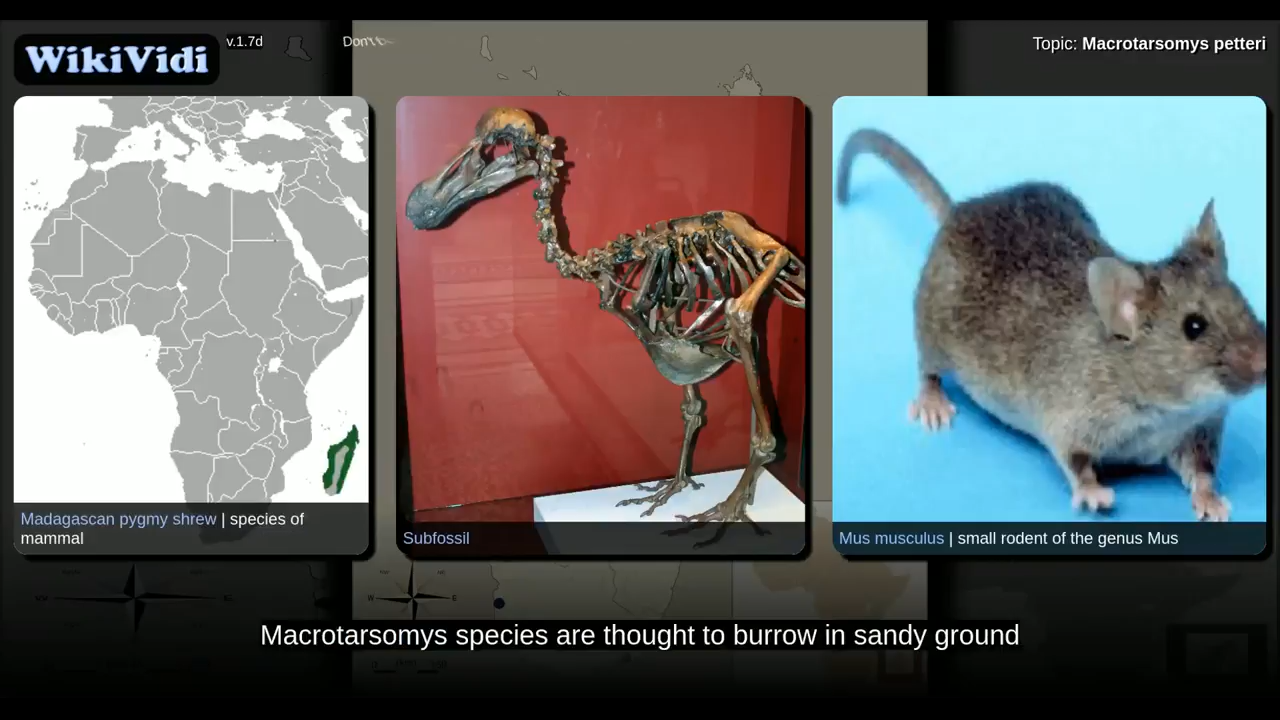 WikiVidi
v.1.7d
Topic: Macrotarsomys petteri
Madagascan pygmy shrew | species of
mammal
Subfossil
Mus musculus | small rodent of the genus Mus
W
E
Macrotarsomys species are thought to burrow in sandy ground